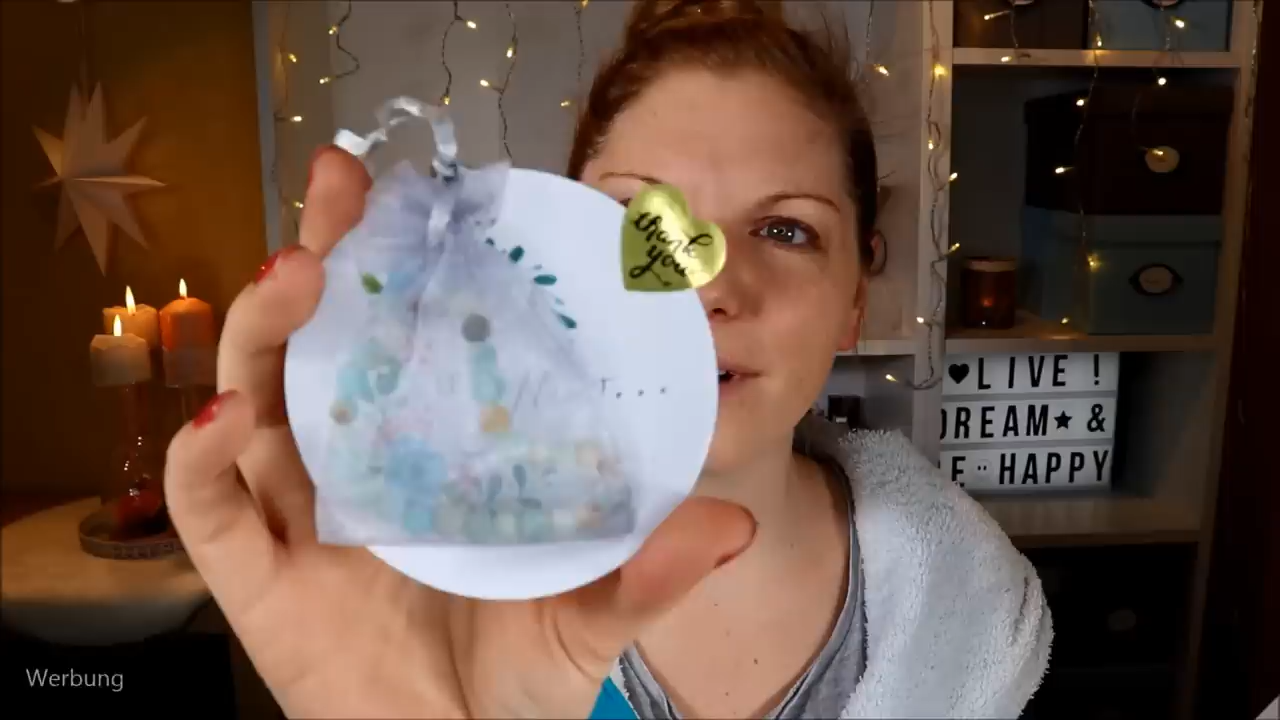 thank
you
LIVE !
DREAM ★ &
E HAPPY
Werbung